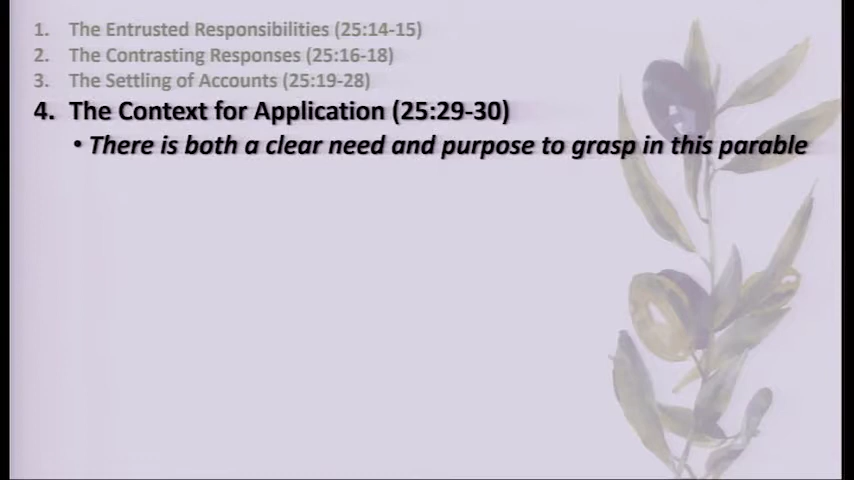 1. The Entrusted Responsibilities (25:14-15)
2. The Contrasting Responses (25:16-18)
3. The Settling of Accounts (25:19-28)
4. The Context for Application (25:29-30)
• There is both a clear need and purpose to grasp in this parable